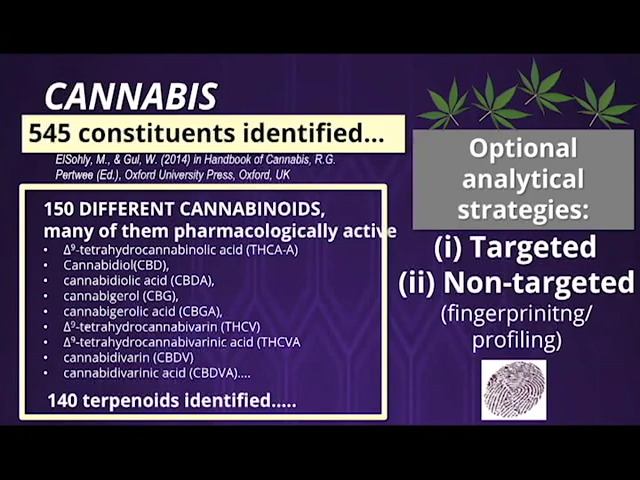 CANNABIS
545 constituents identified...
ElSohly, M., & Gul, W. (2014) in Handbook of Cannabis, R.G.
Pertwee (Ed.), Oxford University Press, Oxford, UK
150 DIFFERENT CANNABINOIDS,
many of them pharmacologically active
• Δ⁹-tetrahydrocannabinolic acid (THCA-A)
• Cannabidiol(CBD),
• cannabidiolic acid (CBDA),
• cannabigerol (CBG),
• cannabigerolic acid (CBGA),
• Δ⁹-tetrahydrocannabivarin (THCV)
• Δ⁹-tetrahydrocannabivarinic acid (THCVA
• cannabidivarin (CBDV)
• cannabidivarinic acid (CBDVA)....
140 terpenoids identified.....
Optional
analytical
strategies:
(i) Targeted
(ii) Non-targeted
(fingerprinitng/
profiling)